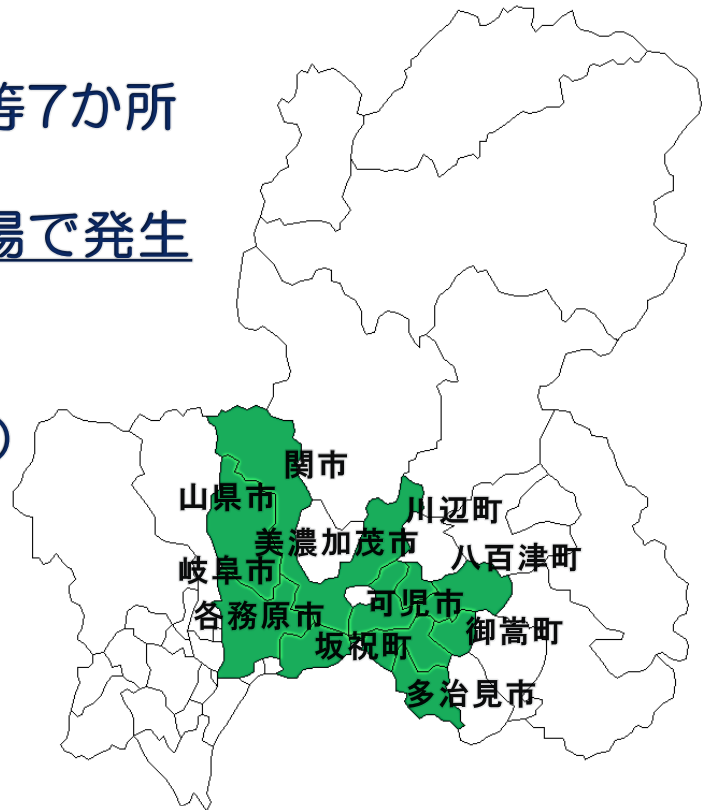 等7か所
場で発生
の
関市
山県市
川辺町
美濃加茂市
八百津町
岐阜市
可児市
各務原市
御嵩町
坂祝町
多治見市